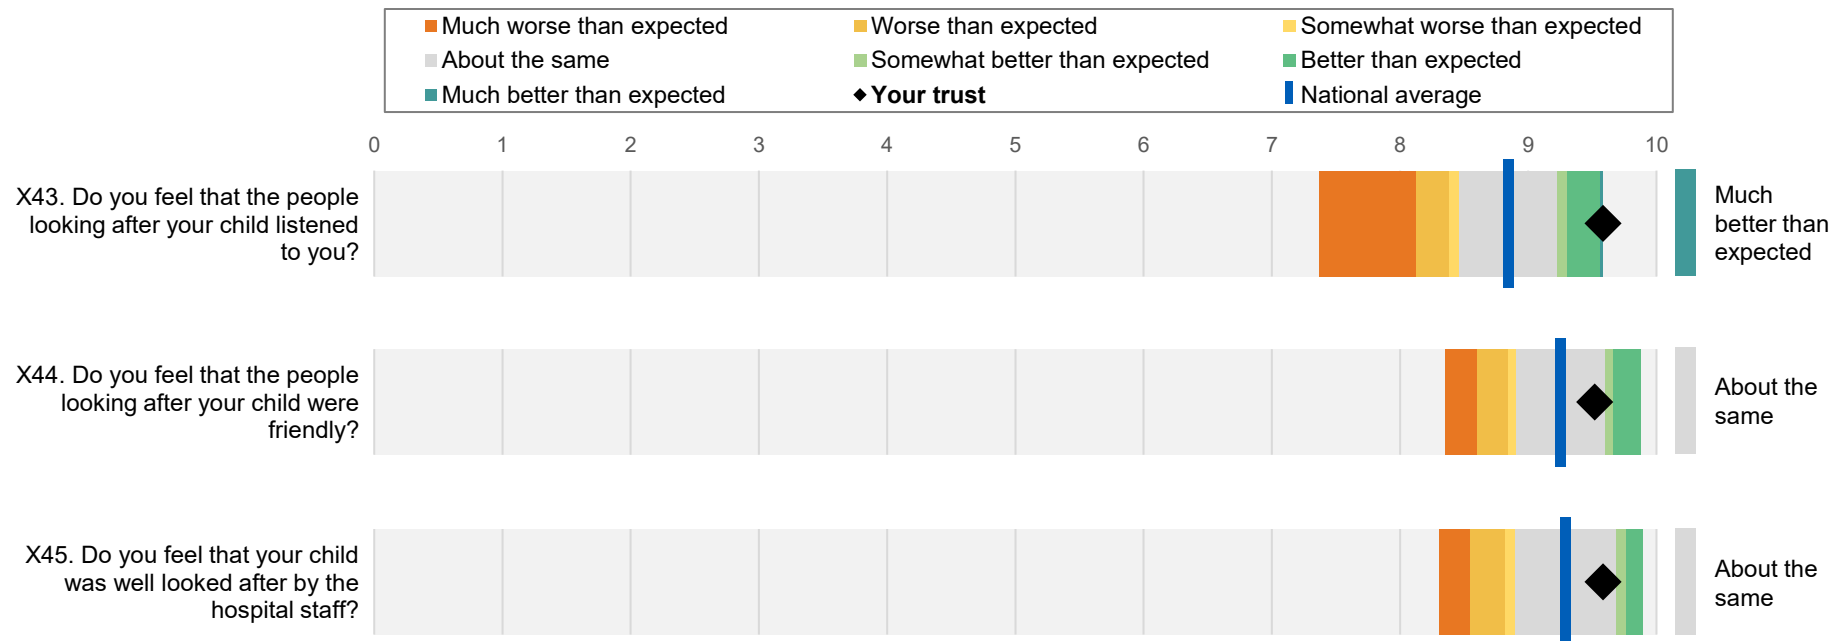 Much worse than expected
Worse than expected
Somewhat worse than expected
About the same
Somewhat better than expected
Better than expected
Much better than expected
Your trust
National average
0 1 2 3 4 5 6 7 8 9 10
X43. Do you feel that the people
looking after your child listened
to you?
Much
better than
expected
X44. Do you feel that the people
looking after your child were
friendly?
About the
same
X45. Do you feel that your child
was well looked after by the
hospital staff?
About the
same